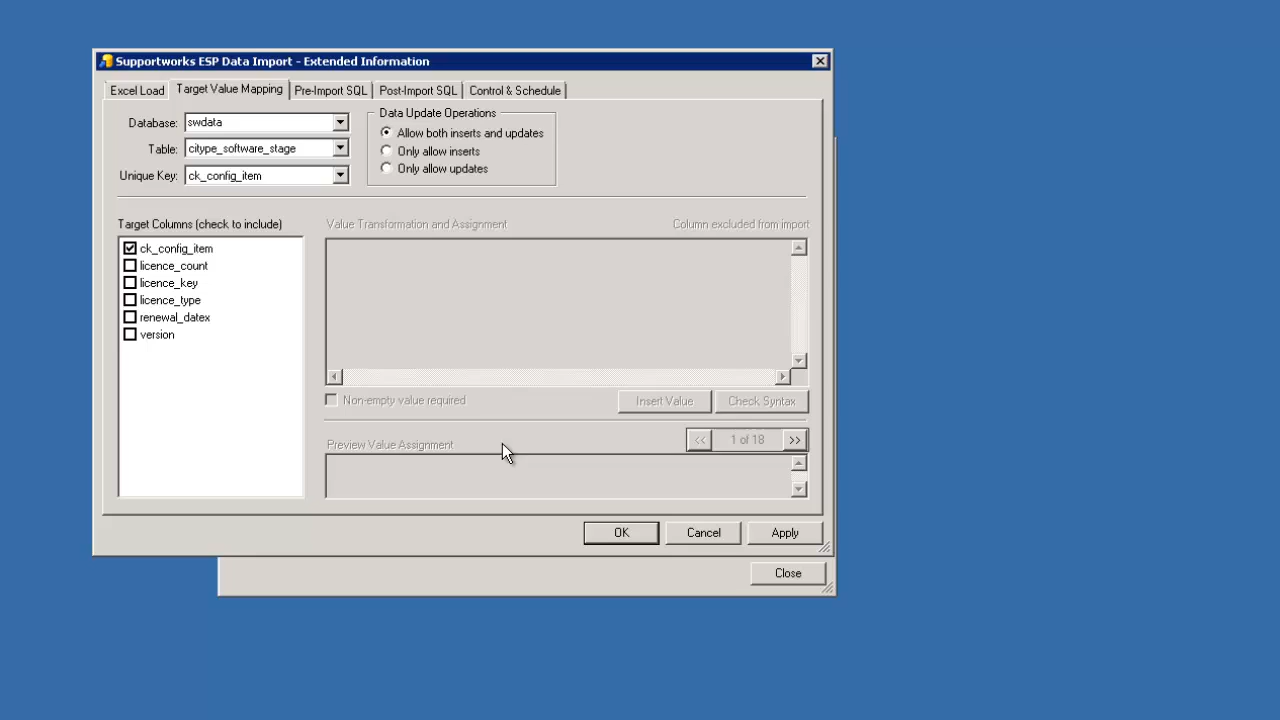 Supportworks ESP Data Import - Extended Information
Excel Load
Target Value Mapping
Pre-Import SQL
Post-Import SQL
Control & Schedule
Database: swdata
Table: citype_software_stage
Unique Key: ck_config_item
Data Update Operations
Allow both inserts and updates
Only allow inserts
Only allow updates
Target Columns (check to include)
ck_config_item
licence_count
licence_key
licence_type
renewal_datex
version
Value Transformation and Assignment
Column excluded from import
Non-empty value required
Insert Value
Check Syntax
Preview Value Assignment
<< 1 of 18 >>
OK
Cancel
Apply
Close